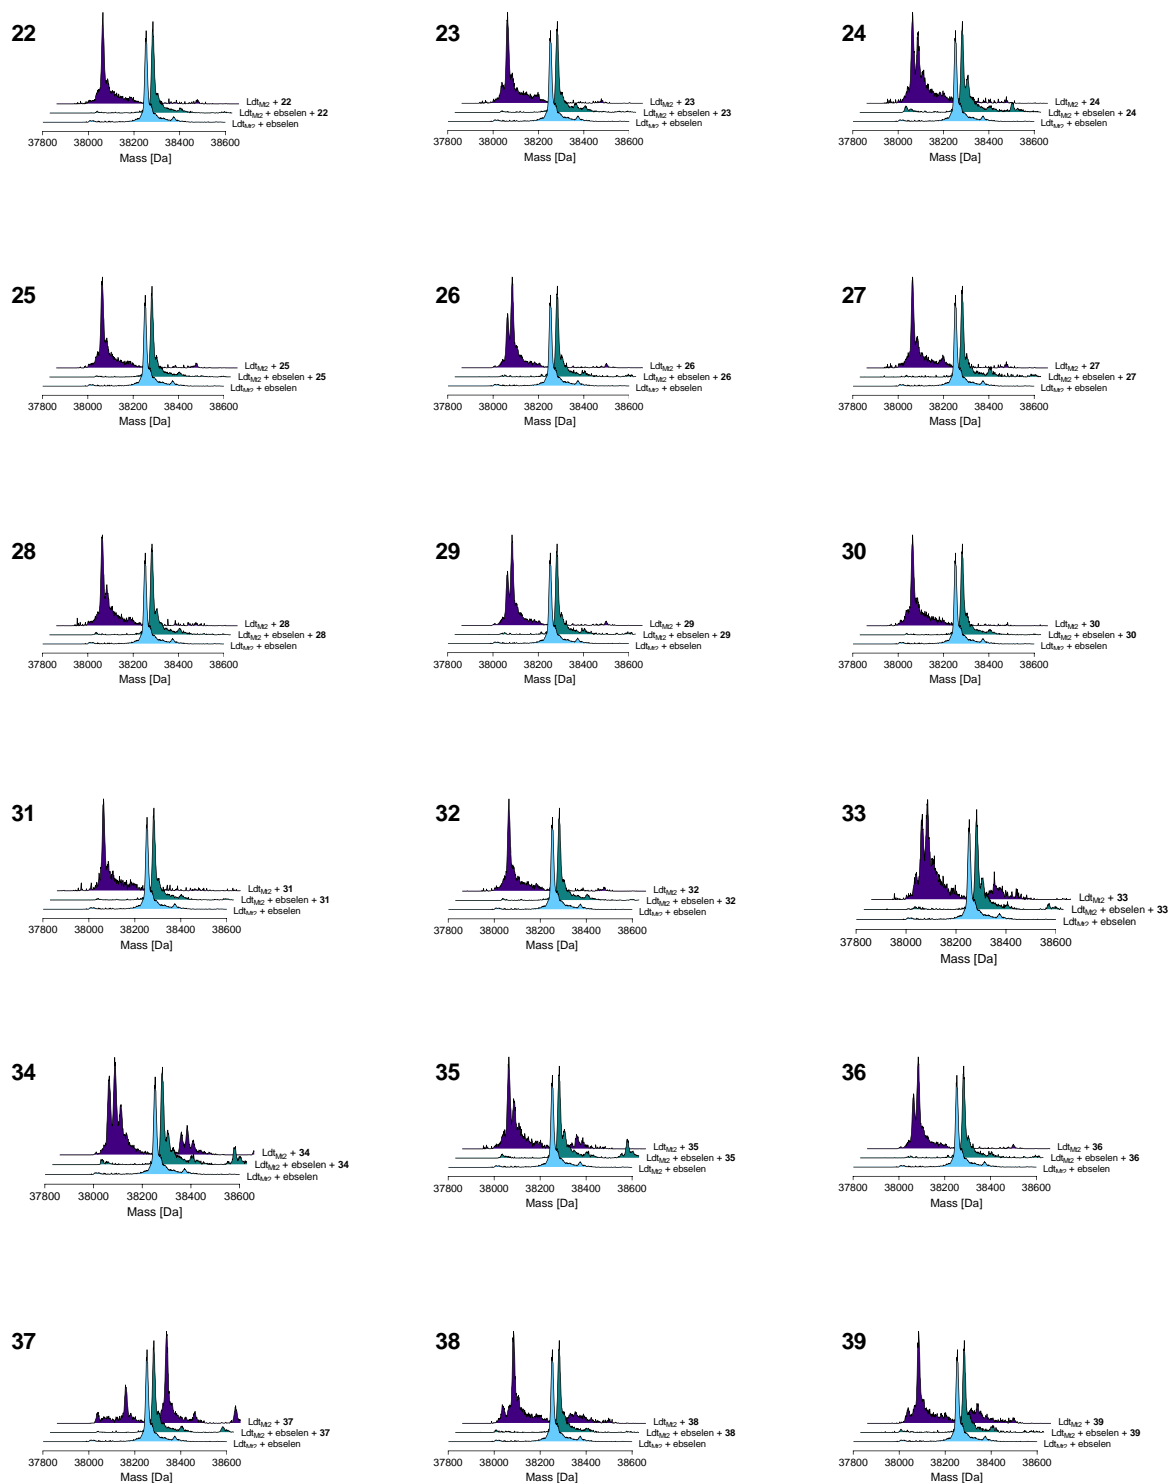 22
Ldt_Mt2 + 22
Ldt_Mt2 + ebselen + 22
Ldt_Mt2 + ebselen
37800 38000 38200 38400 38600
Mass [Da]
23
Ldt_Mt2 + 23
Ldt_Mt2 + ebselen + 23
Ldt_Mt2 + ebselen
37800 38000 38200 38400 38600
Mass [Da]
24
Ldt_Mt2 + 24
Ldt_Mt2 + ebselen + 24
Ldt_Mt2 + ebselen
37800 38000 38200 38400 38600
Mass [Da]
25
Ldt_Mt2 + 25
Ldt_Mt2 + ebselen + 25
Ldt_Mt2 + ebselen
37800 38000 38200 38400 38600
Mass [Da]
26
Ldt_Mt2 + 26
Ldt_Mt2 + ebselen + 26
Ldt_Mt2 + ebselen
37800 38000 38200 38400 38600
Mass [Da]
27
Ldt_Mt2 + 27
Ldt_Mt2 + ebselen + 27
Ldt_Mt2 + ebselen
37800 38000 38200 38400 38600
Mass [Da]
28
Ldt_Mt2 + 28
Ldt_Mt2 + ebselen + 28
Ldt_Mt2 + ebselen
37800 38000 38200 38400 38600
Mass [Da]
29
Ldt_Mt2 + 29
Ldt_Mt2 + ebselen + 29
Ldt_Mt2 + ebselen
37800 38000 38200 38400 38600
Mass [Da]
30
Ldt_Mt2 + 30
Ldt_Mt2 + ebselen + 30
Ldt_Mt2 + ebselen
37800 38000 38200 38400 38600
Mass [Da]
31
Ldt_Mt2 + 31
Ldt_Mt2 + ebselen + 31
Ldt_Mt2 + ebselen
37800 38000 38200 38400 38600
Mass [Da]
32
Ldt_Mt2 + 32
Ldt_Mt2 + ebselen + 32
Ldt_Mt2 + ebselen
37800 38000 38200 38400 38600
Mass [Da]
33
Ldt_Mt2 + 33
Ldt_Mt2 + ebselen + 33
Ldt_Mt2 + ebselen
37800 38000 38200 38400 38600
Mass [Da]
34
Ldt_Mt2 + 34
Ldt_Mt2 + ebselen + 34
Ldt_Mt2 + ebselen
37800 38000 38200 38400 38600
Mass [Da]
35
Ldt_Mt2 + 35
Ldt_Mt2 + ebselen + 35
Ldt_Mt2 + ebselen
37800 38000 38200 38400 38600
Mass [Da]
36
Ldt_Mt2 + 36
Ldt_Mt2 + ebselen + 36
Ldt_Mt2 + ebselen
37800 38000 38200 38400 38600
Mass [Da]
37
Ldt_Mt2 + 37
Ldt_Mt2 + ebselen + 37
Ldt_Mt2 + ebselen
37800 38000 38200 38400 38600
Mass [Da]
38
Ldt_Mt2 + 38
Ldt_Mt2 + ebselen + 38
Ldt_Mt2 + ebselen
37800 38000 38200 38400 38600
Mass [Da]
39
Ldt_Mt2 + 39
Ldt_Mt2 + ebselen + 39
Ldt_Mt2 + ebselen
37800 38000 38200 38400 38600
Mass [Da]